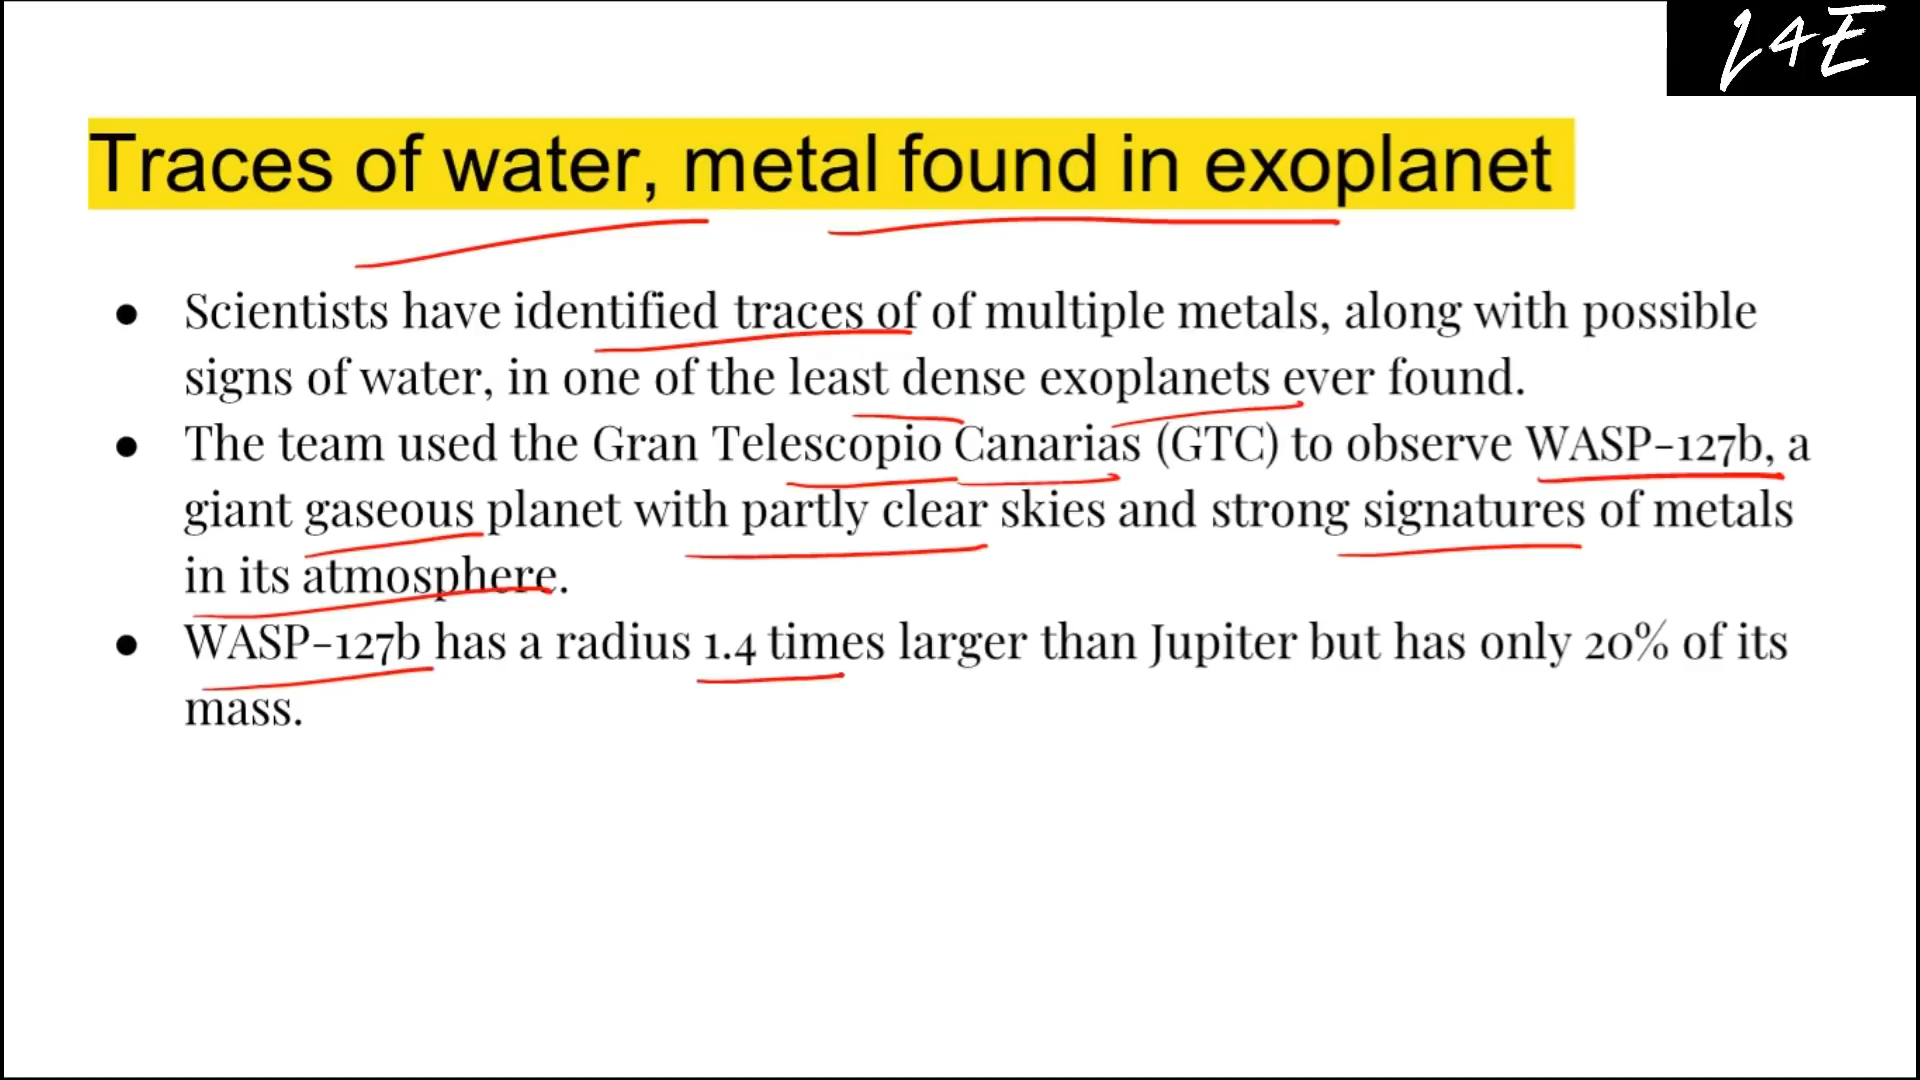 L4E
Traces of water, metal found in exoplanet
● Scientists have identified traces of of multiple metals, along with possible
signs of water, in one of the least dense exoplanets ever found.
● The team used the Gran Telescopio Canarias (GTC) to observe WASP-127b, a
giant gaseous planet with partly clear skies and strong signatures of metals
in its atmosphere.
● WASP-127b has a radius 1.4 times larger than Jupiter but has only 20% of its
mass.